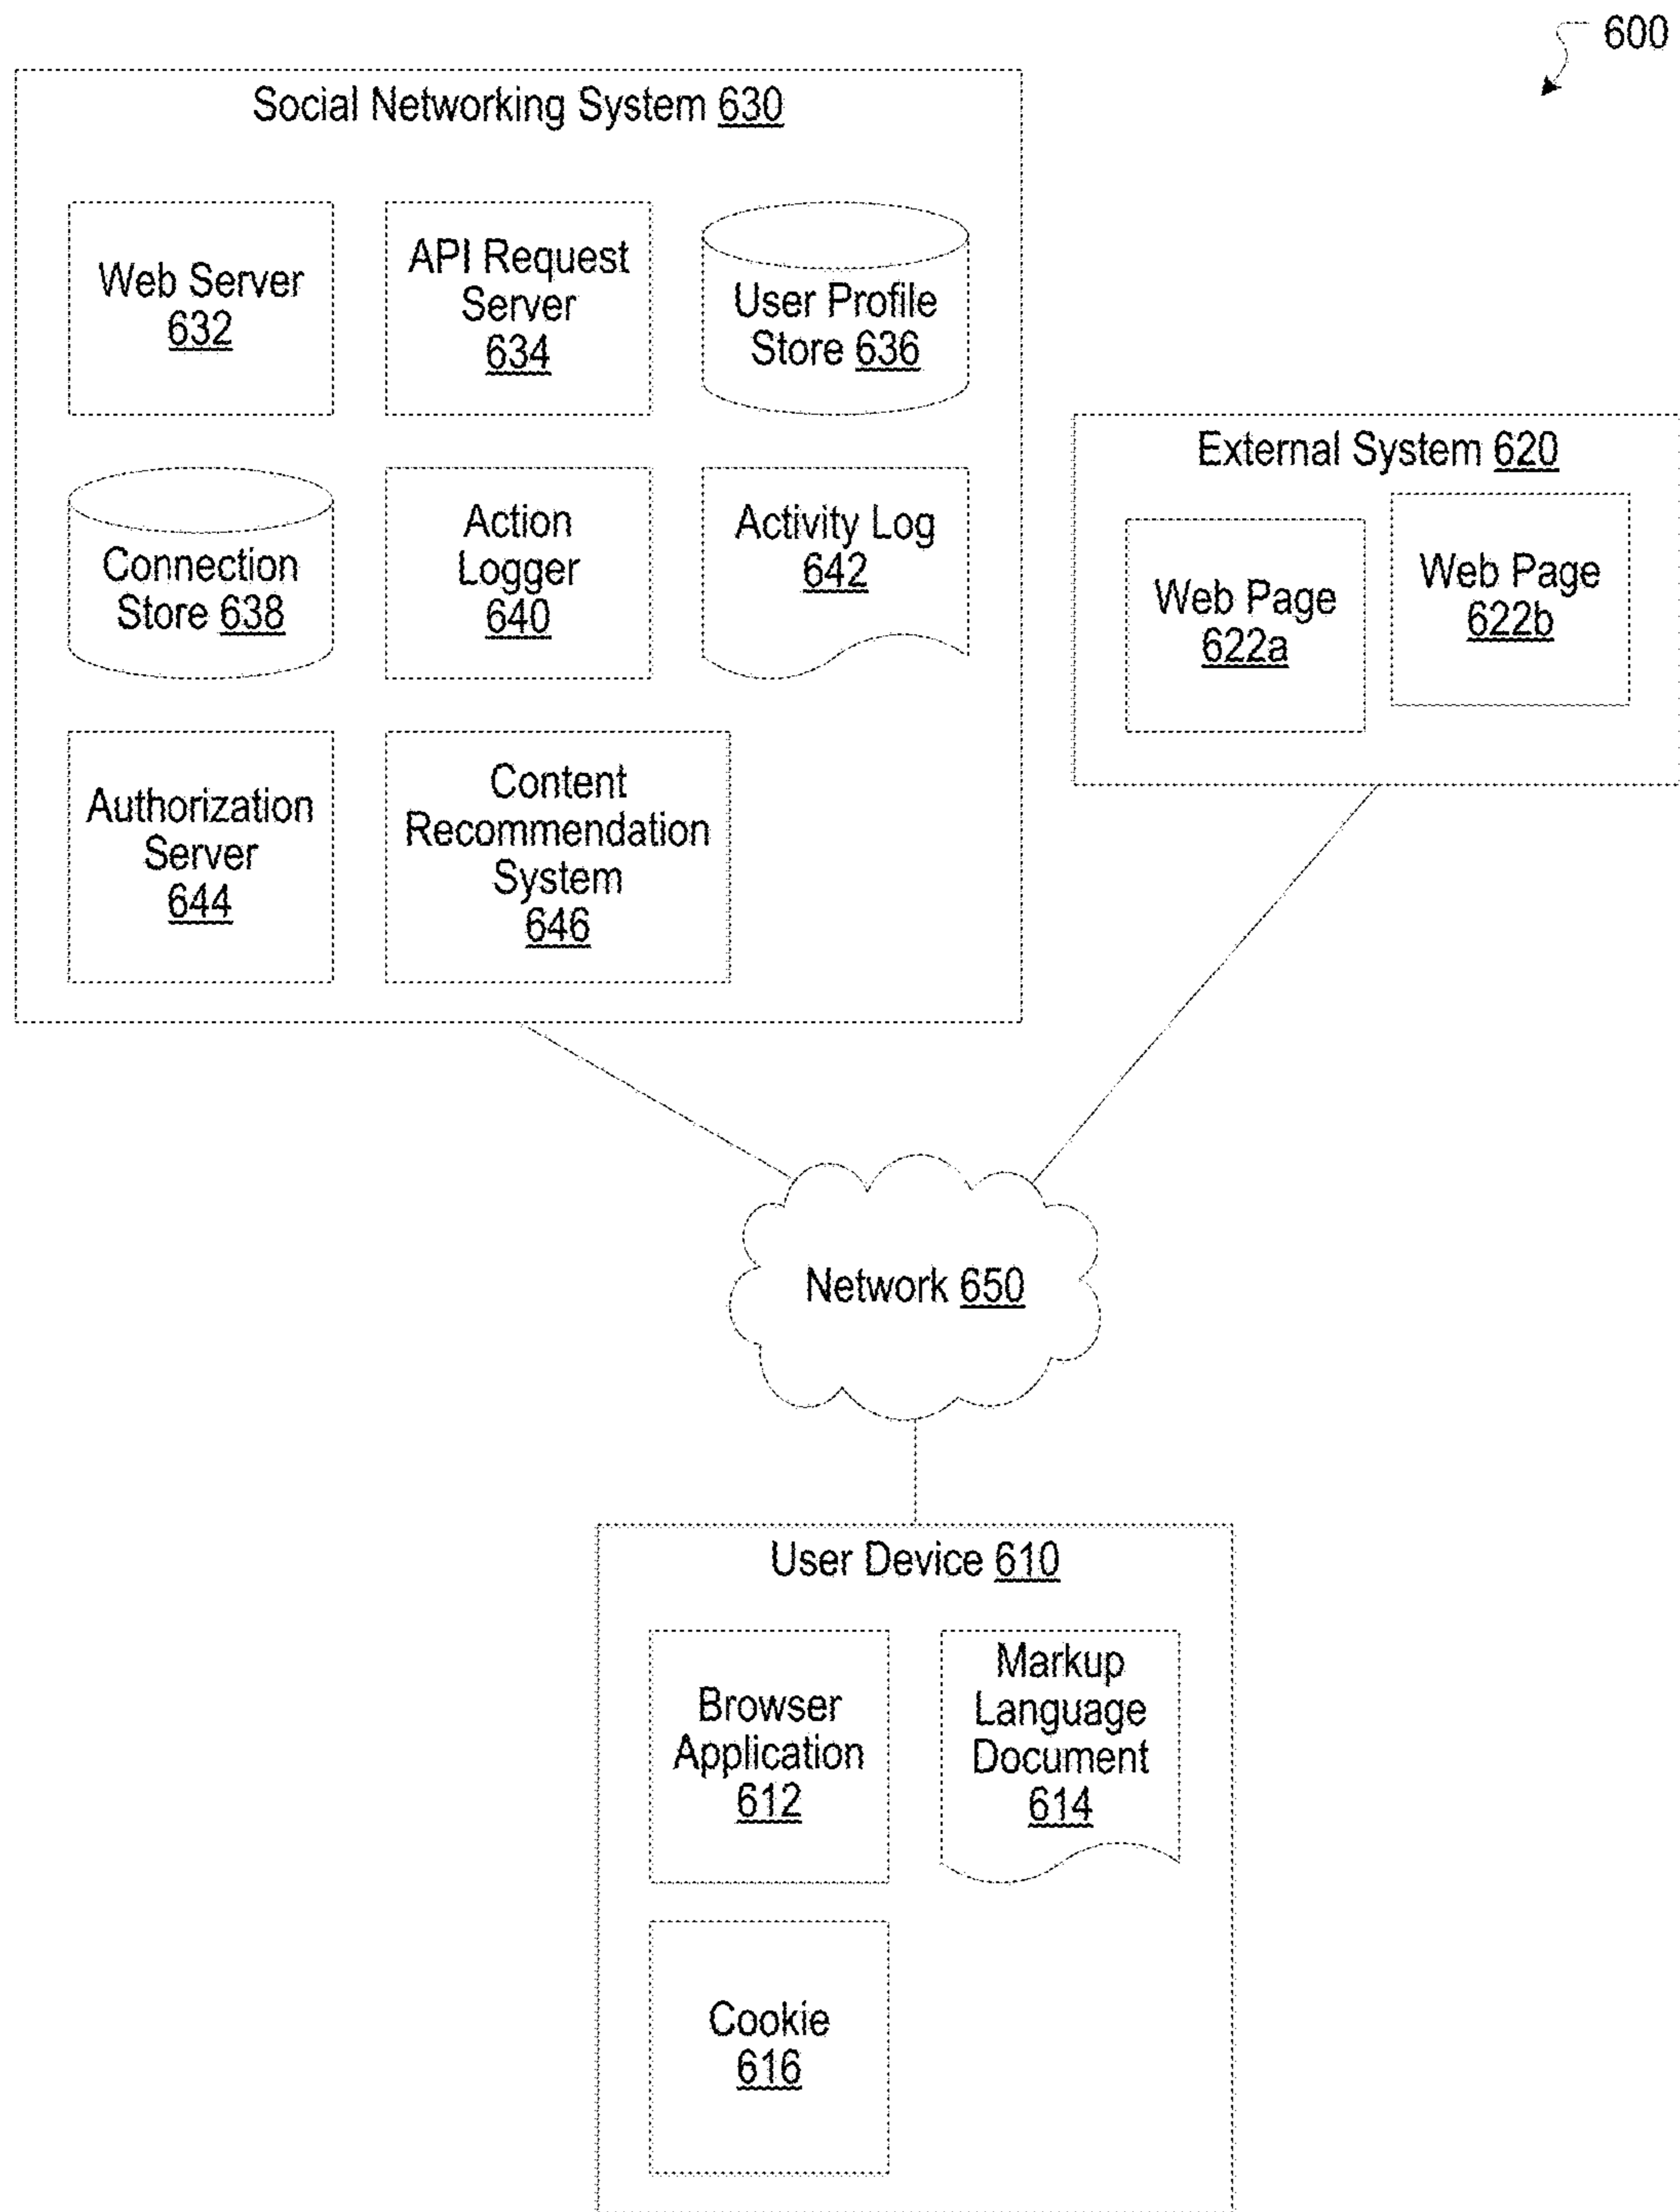 600
Social Networking System 630
Web Server
632
API Request
Server
634
User Profile
Store 636
Connection
Store 638
Action
Logger
640
Activity Log
642
Authorization
Server
644
Content
Recommendation
System
646
External System 620
Web Page
622a
Web Page
622b
Network 650
User Device 610
Browser
Application
612
Markup
Language
Document
614
Cookie
616